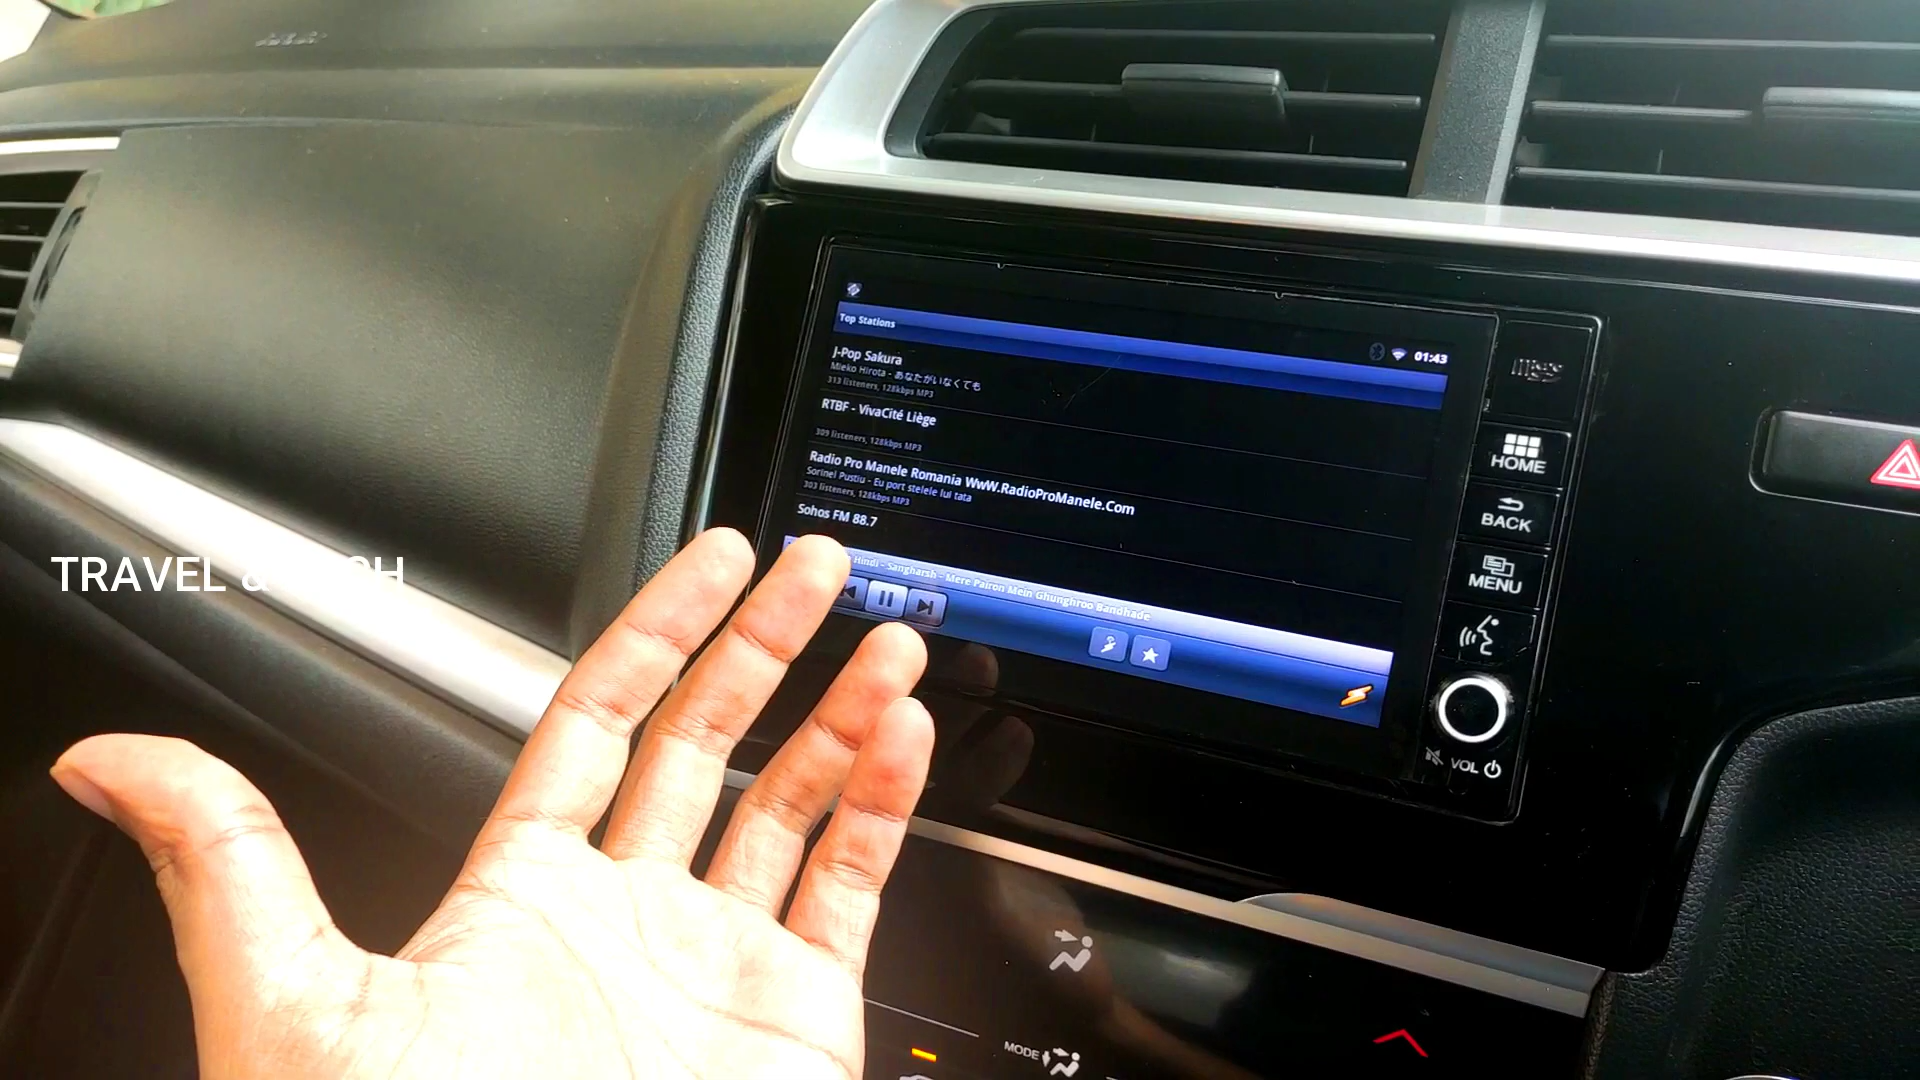 Top Stations
01:43
J-Pop Sakura
Mieko Hirota - あなたがいなくても
313 listeners, 128kbps MP3
RTBF - VivaCité Liège
309 listeners, 128kbps MP3
Radio Pro Manele Romania WwW.RadioProManele.Com
Sorinel Pustiu - Eu port stelele lui tata
303 listeners, 128kbps MP3
Sohos FM 88.7
Hindi - Sangharsh - Mere Pairon Mein Ghunghroo Bandhade
HOME
BACK
MENU
VOL
TRAVEL &
MODE